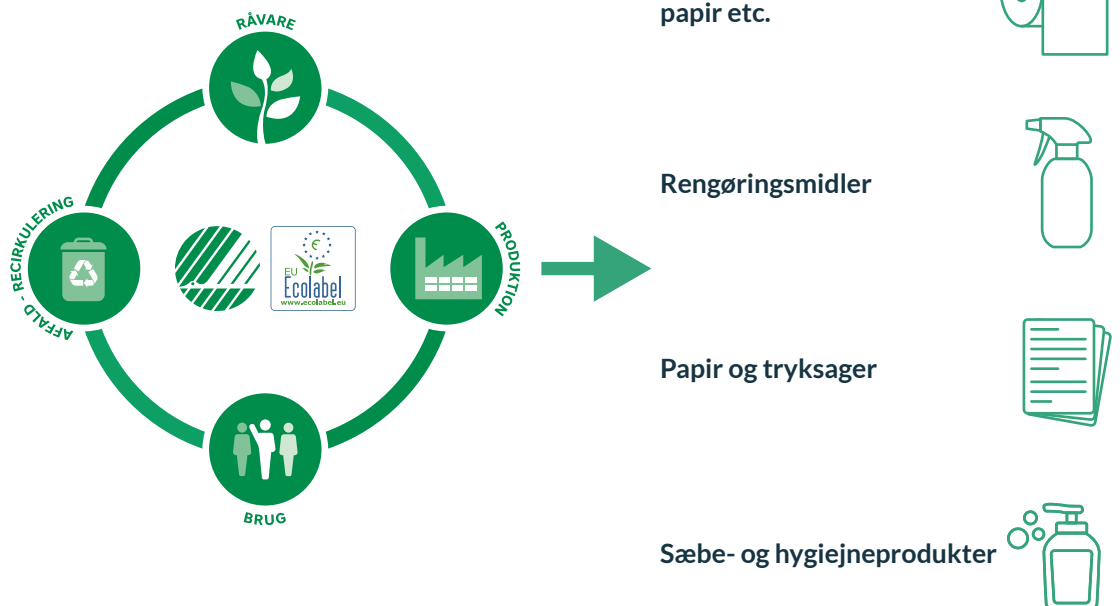 RÅVARE
PRODUKTION
BRUG
AFFALD - RECIRKULERING
EU
Ecolabel
www.ecolabel.eu
papir etc.
Rengøringsmidler
Papir og tryksager
Sæbe- og hygiejneprodukter